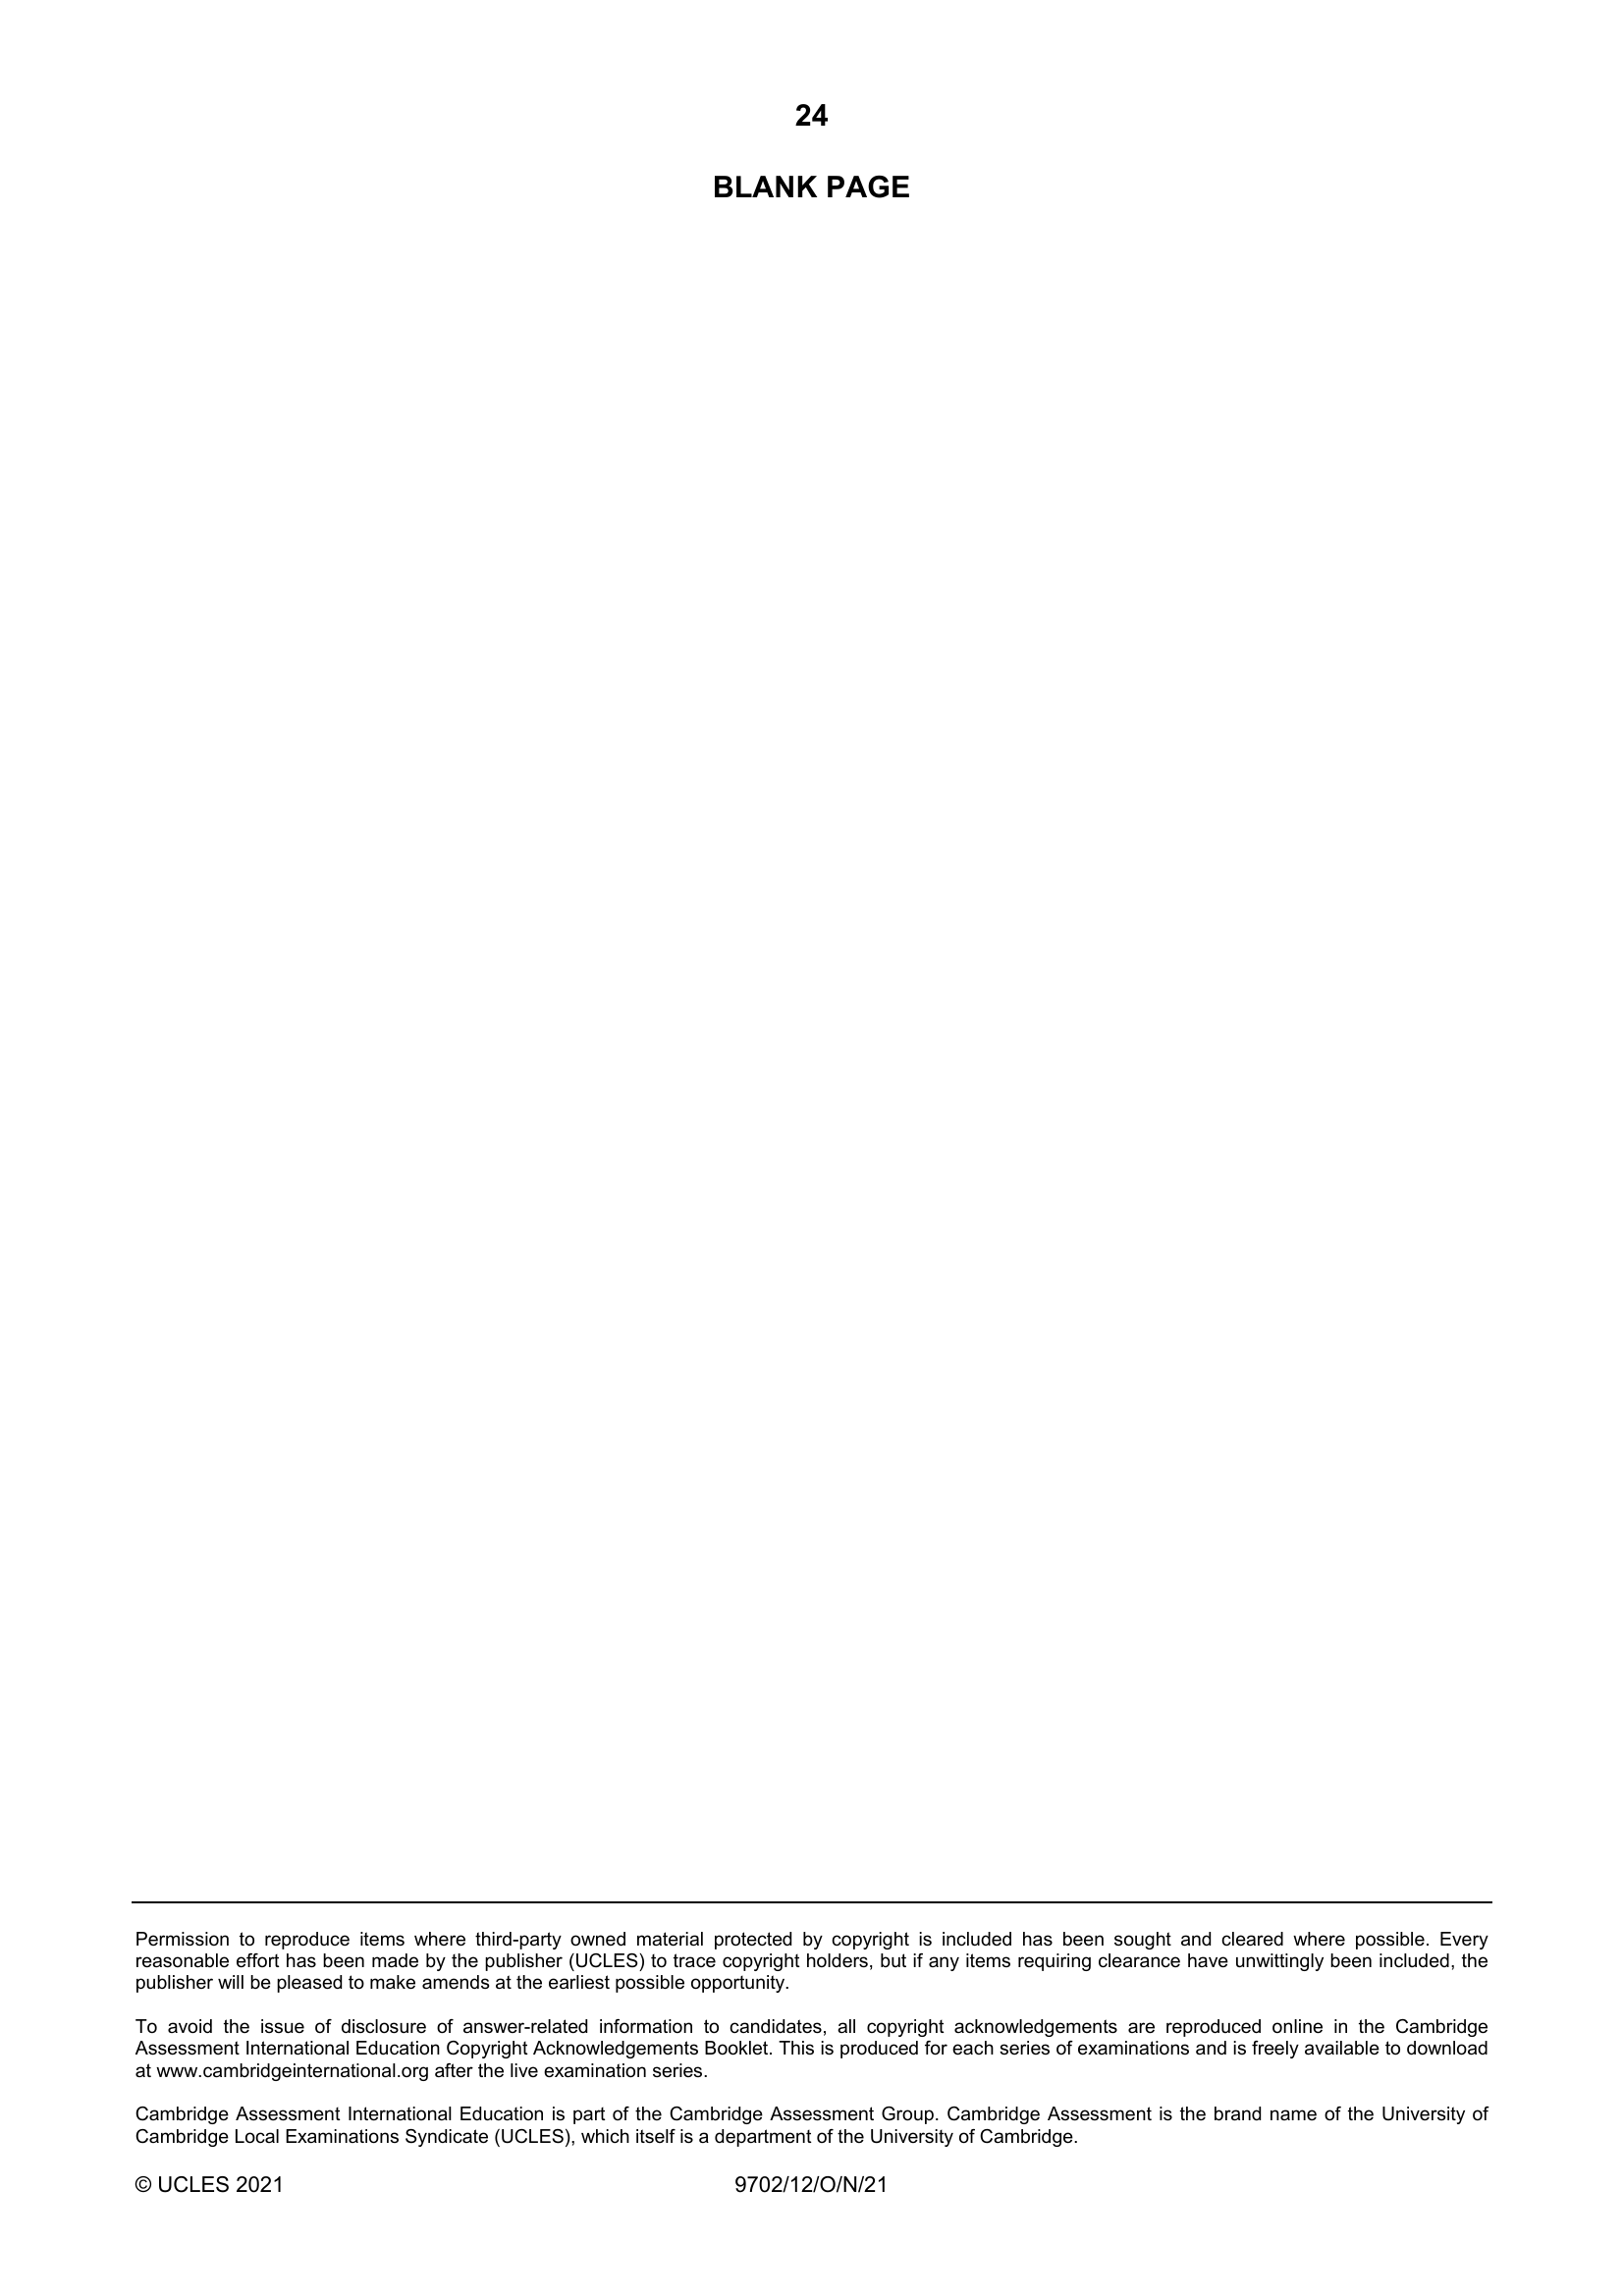 24
BLANK PAGE
Permission to reproduce items where third-party owned material protected by copyright is included has been sought and cleared where possible. Every
reasonable effort has been made by the publisher (UCLES) to trace copyright holders, but if any items requiring clearance have unwittingly been included, the
publisher will be pleased to make amends at the earliest possible opportunity.
To avoid the issue of disclosure of answer-related information to candidates, all copyright acknowledgements are reproduced online in the Cambridge
Assessment International Education Copyright Acknowledgements Booklet. This is produced for each series of examinations and is freely available to download
at www.cambridgeinternational.org after the live examination series.
Cambridge Assessment International Education is part of the Cambridge Assessment Group. Cambridge Assessment is the brand name of the University of
Cambridge Local Examinations Syndicate (UCLES), which itself is a department of the University of Cambridge.
© UCLES 2021 9702/12/O/N/21